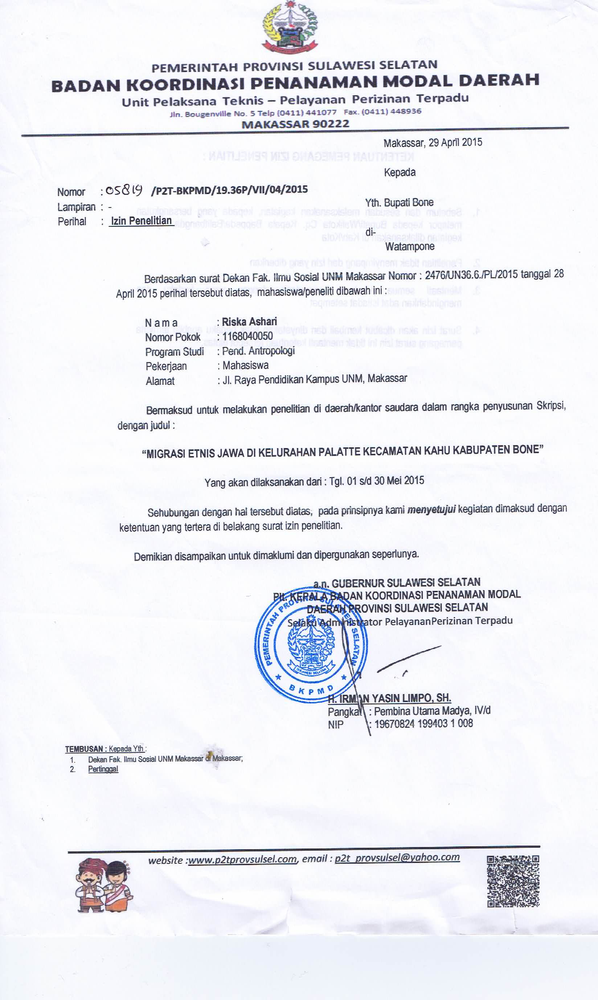 PEMERINTAH PROVINSI SULAWESI SELATAN
BADAN KOORDINASI PENANAMAN MODAL DAERAH
Unit Pelaksana Teknis – Pelayanan Perizinan Terpadu
Jln. Bougenville No. 5 Telp (0411) 441077 Fax. (0411) 448936
MAKASSAR 90222
Makassar, 29 April 2015
Kepada
Nomor : 05819 /P2T-BKPMD/19.36P/VII/04/2015
Lampiran : -
Perihal : Izin Penelitian
Yth. Bupati Bone
di-
Watampone
Berdasarkan surat Dekan Fak. Ilmu Sosial UNM Makassar Nomor : 2476/UN36.6./PL/2015 tanggal 28
April 2015 perihal tersebut diatas, mahasiswa/peneliti dibawah ini :
N a m a : Riska Ashari
Nomor Pokok : 1168040050
Program Studi : Pend. Antropologi
Pekerjaan : Mahasiswa
Alamat : Jl. Raya Pendidikan Kampus UNM, Makassar
Bermaksud untuk melakukan penelitian di daerah/kantor saudara dalam rangka penyusunan Skripsi,
dengan judul :
“MIGRASI ETNIS JAWA DI KELURAHAN PALATTE KECAMATAN KAHU KABUPATEN BONE”
Yang akan dilaksanakan dari : Tgl. 01 s/d 30 Mei 2015
Sehubungan dengan hal tersebut diatas, pada prinsipnya kami menyetujui kegiatan dimaksud dengan
ketentuan yang tertera di belakang surat izin penelitian.
Demikian disampaikan untuk dimaklumi dan dipergunakan seperlunya.
a.n. GUBERNUR SULAWESI SELATAN
Plt. KEPALA BADAN KOORDINASI PENANAMAN MODAL
DAERAH PROVINSI SULAWESI SELATAN
Selaku Administrator PelayananPerizinan Terpadu
PEMERINTAH PROVINSI SULAWESI SELATAN
SULAWESI SELATAN
BKPMD
H. IRMAN YASIN LIMPO, SH.
Pangkat : Pembina Utama Madya, IV/d
NIP : 19670824 199403 1 008
TEMBUSAN : Kepada Yth :
1. Dekan Fak. Ilmu Sosial UNM Makassar di Makassar;
2. Pertinggal
website :www.p2tprovsulsel.com, email : p2t_provsulsel@yahoo.com